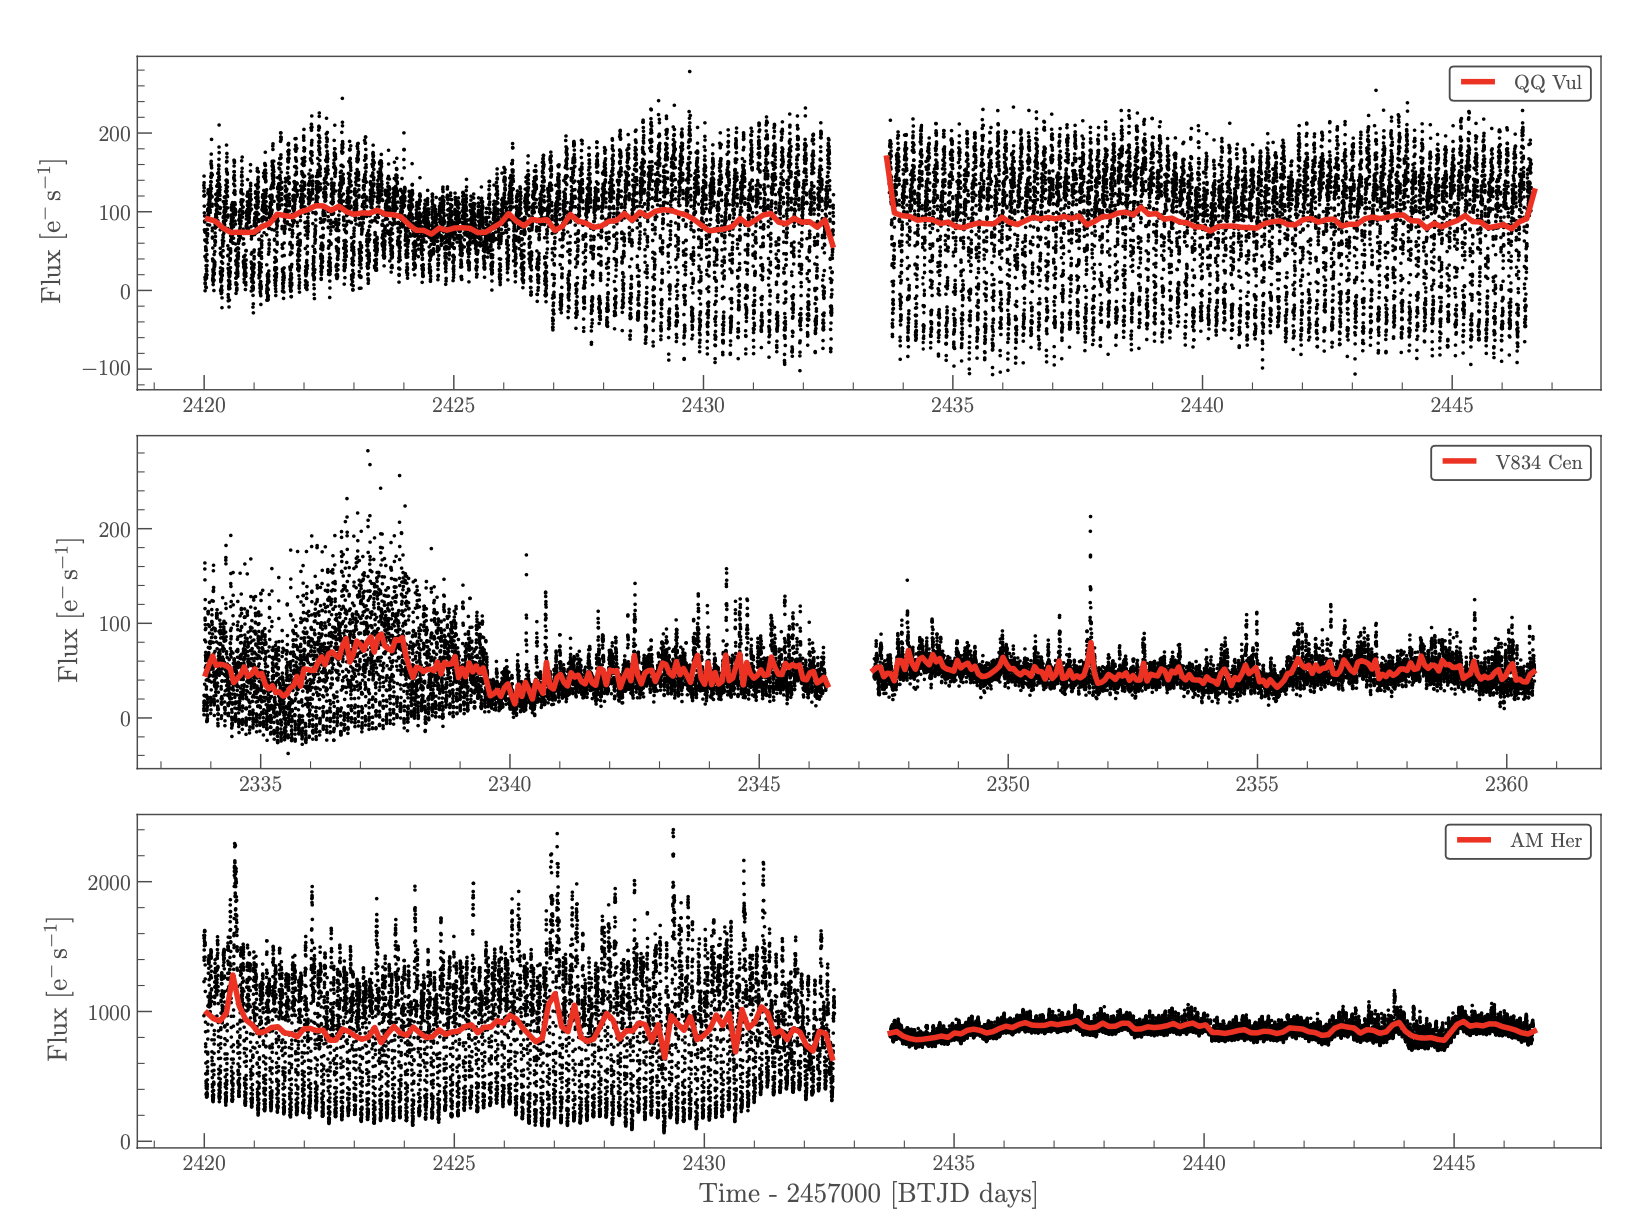 QQ Vul
200
100
0
−100
Flux [e⁻ s⁻¹]
2420 2425 2430 2435 2440 2445
V834 Cen
200
100
0
Flux [e⁻ s⁻¹]
2335 2340 2345 2350 2355 2360
AM Her
2000
1000
0
Flux [e⁻ s⁻¹]
2420 2425 2430 2435 2440 2445
Time - 2457000 [BTJD days]